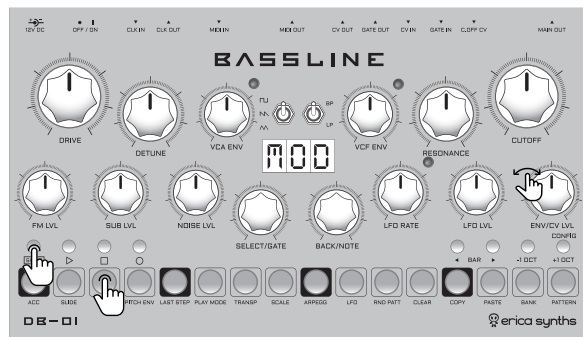 12V DC OFF / ON CLK IN CLK OUT MIDI IN MIDI OUT CV OUT GATE OUT CV IN GATE IN C.OFF CV MAIN OUT
BASSLINE
BP
LP
DRIVE DETUNE VCA ENV VCF ENV RESONANCE CUTOFF
MOD
FM LVL SUB LVL NOISE LVL SELECT/GATE BACK/NOTE LFO RATE LFO LVL ENV/CV LVL
CONFIG
BAR -1 OCT +1 OCT
ACC SLIDE PITCH ENV LAST STEP PLAY MODE TRANSP SCALE ARPEGG LFO RND PATT CLEAR COPY PASTE BANK PATTERN
DB-01
erica synths